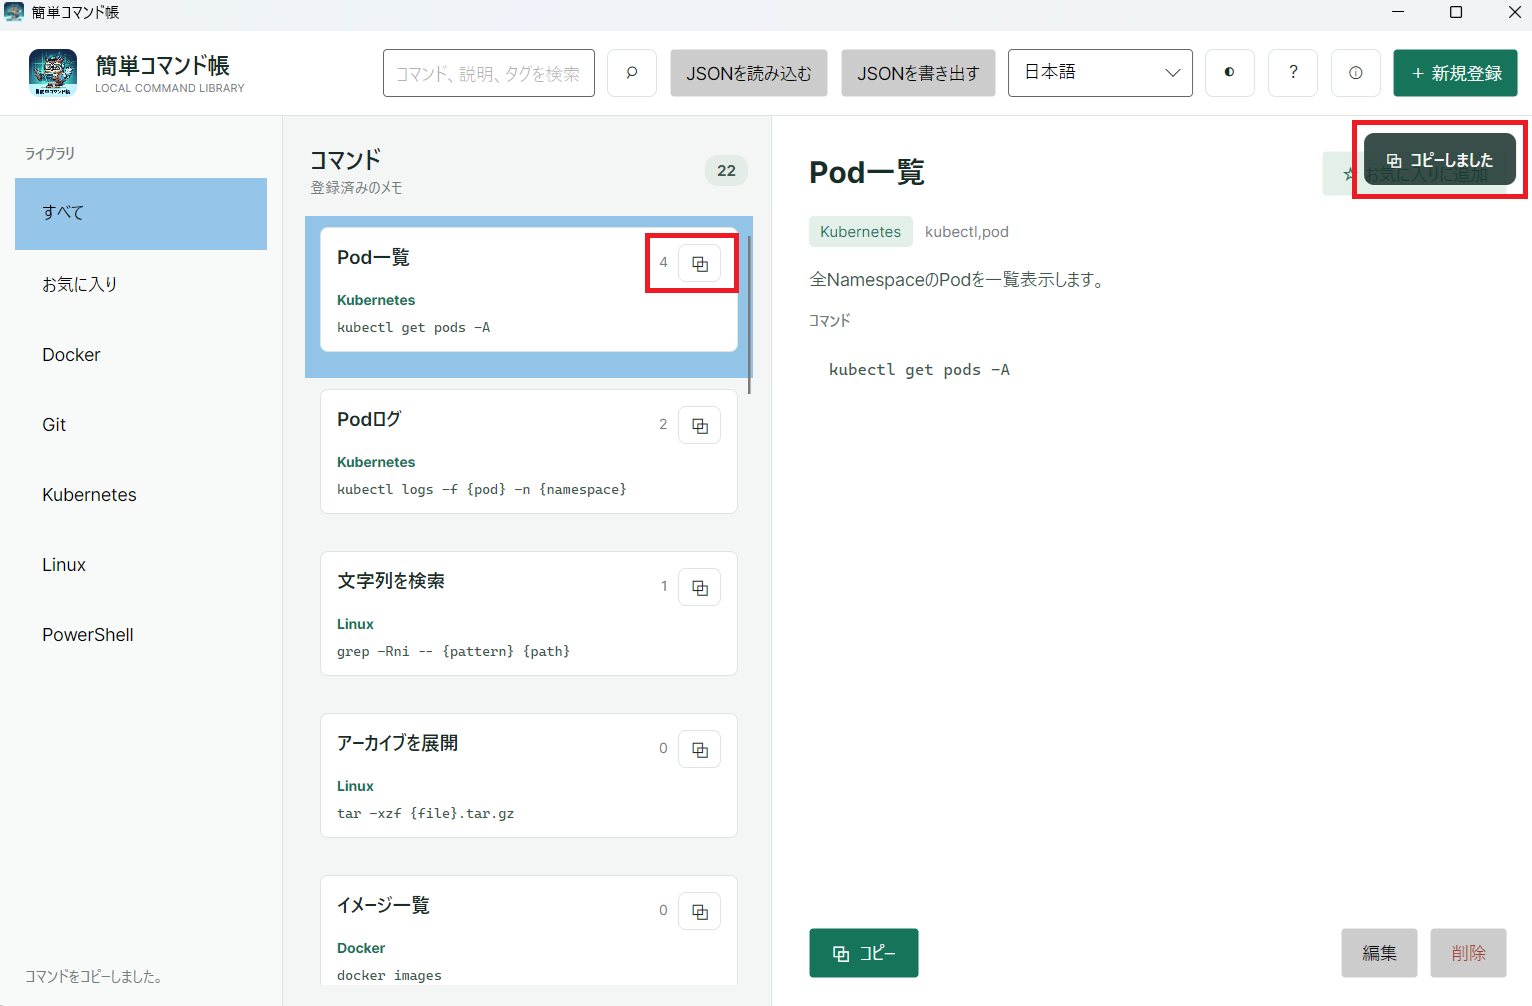 簡単コマンド帳
簡単コマンド帳
LOCAL COMMAND LIBRARY
コマンド、説明、タグを検索
JSONを読み込む
JSONを書き出す
日本語
?
+ 新規登録
ライブラリ
すべて
お気に入り
Docker
Git
Kubernetes
Linux
PowerShell
コマンドをコピーしました。
コマンド
登録済みのメモ
22
Pod一覧
4
Kubernetes
kubectl get pods -A
Podログ
2
Kubernetes
kubectl logs -f {pod} -n {namespace}
文字列を検索
1
Linux
grep -Rni -- {pattern} {path}
アーカイブを展開
0
Linux
tar -xzf {file}.tar.gz
イメージ一覧
0
Docker
docker images
Pod一覧
☆ お気に入りに追加
コピーしました
Kubernetes kubectl,pod
全NamespaceのPodを一覧表示します。
コマンド
kubectl get pods -A
コピー
編集
削除